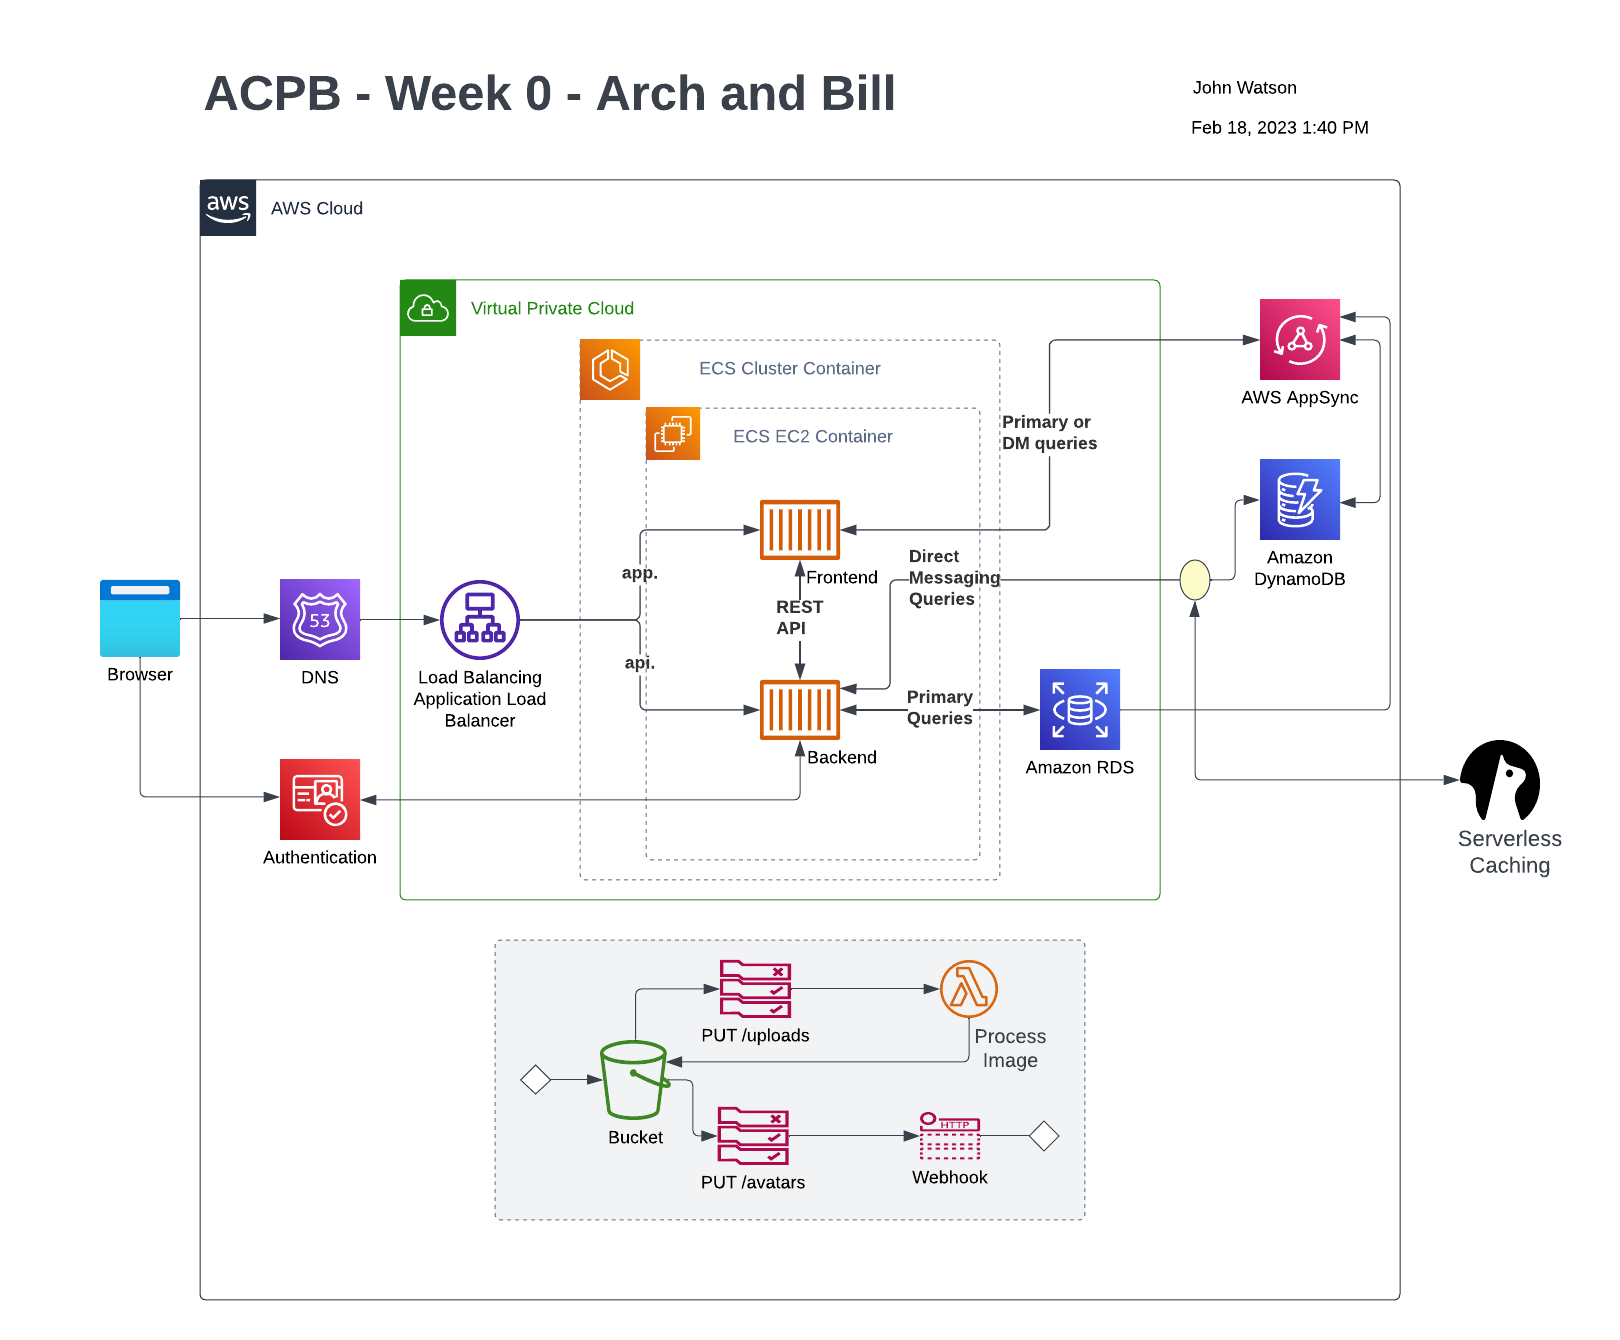 ACPB - Week 0 - Arch and Bill
John Watson
Feb 18, 2023 1:40 PM
aws
AWS Cloud
Virtual Private Cloud
ECS Cluster Container
ECS EC2 Container
AWS AppSync
Primary or
DM queries
Amazon
DynamoDB
Direct
Messaging
Queries
app.
Frontend
REST
API
53
Browser
DNS
Load Balancing
Application Load
Balancer
api.
Primary
Queries
Backend
Amazon RDS
Authentication
Serverless
Caching
PUT /uploads
Process
Image
Bucket
HTTP
PUT /avatars
Webhook